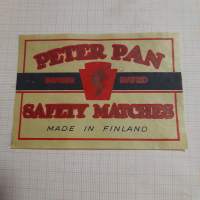 PETER PAN
SAFETY MATCHES
MADE IN FINLAND